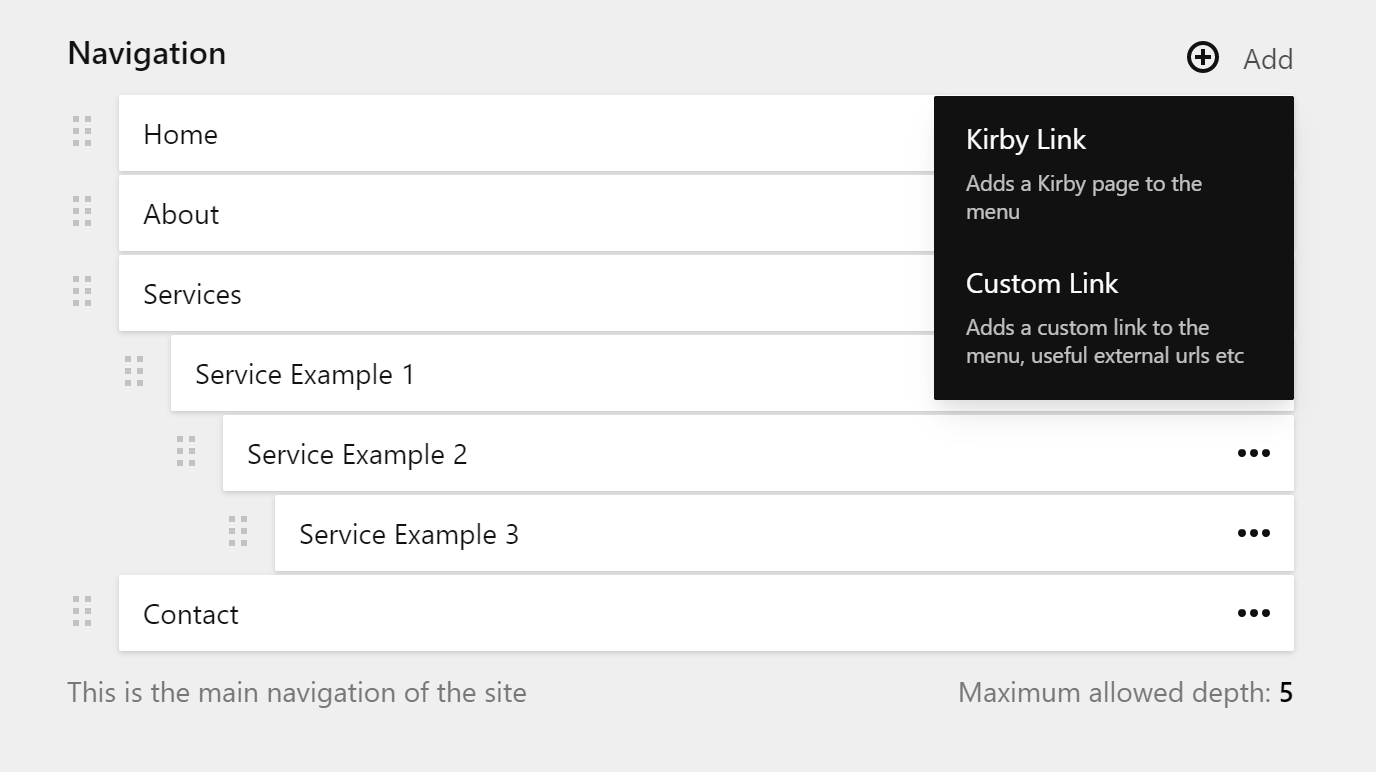 Navigation
Add
Home
About
Services
Service Example 1
Service Example 2
Service Example 3
Contact
Kirby Link
Adds a Kirby page to the
menu
Custom Link
Adds a custom link to the
menu, useful external urls etc
This is the main navigation of the site
Maximum allowed depth: 5